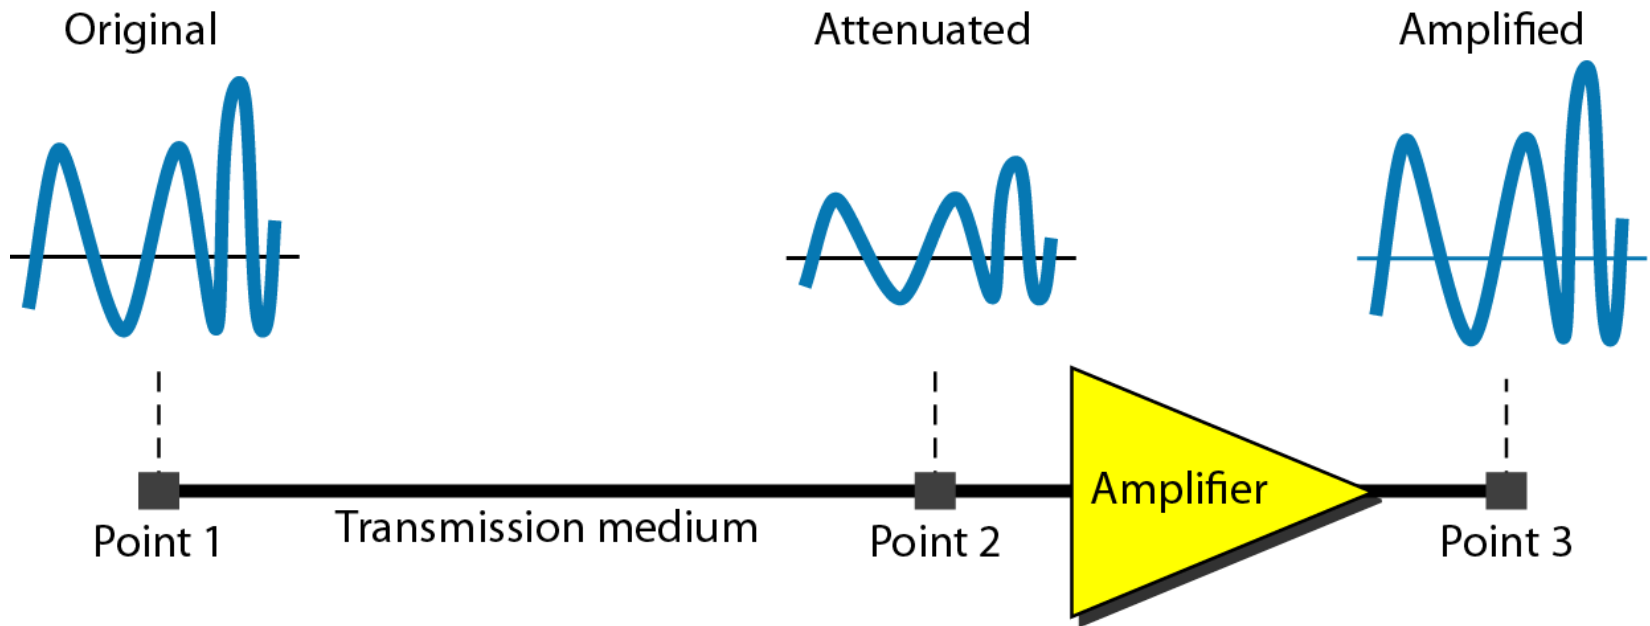 Original
Attenuated
Amplified
Amplifier
Transmission medium
Point 1
Point 2
Point 3